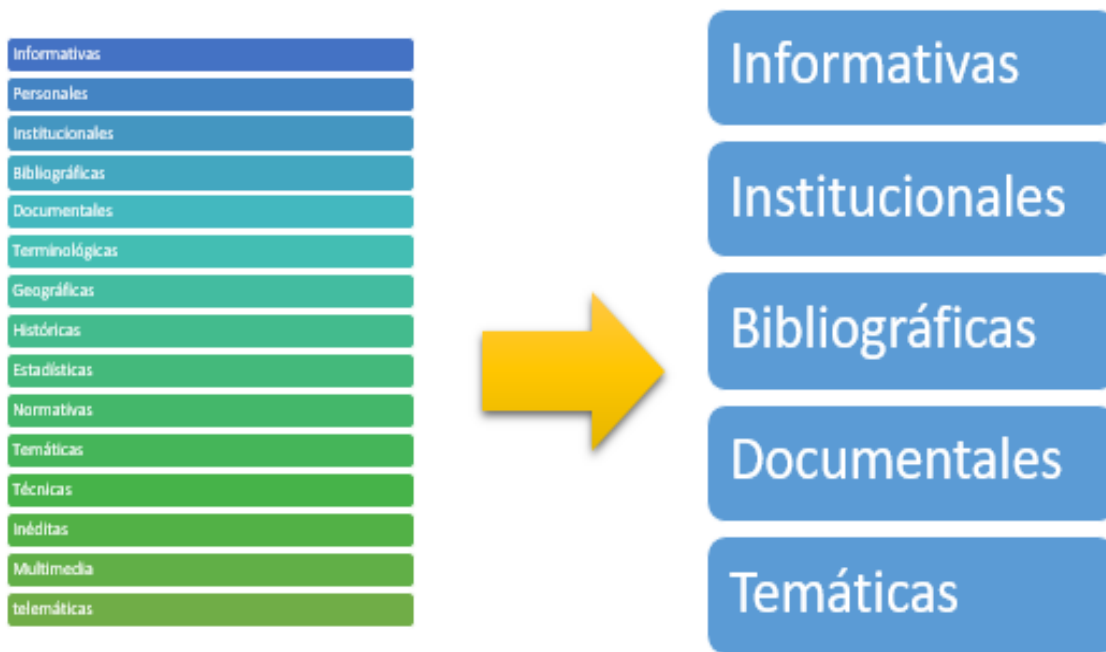 Informativas
Personales
Institucionales
Bibliográficas
Documentales
Terminológicas
Geográficas
Históricas
Estadísticas
Normativas
Temáticas
Técnicas
Inéditas
Multimedia
telemáticas
Informativas
Institucionales
Bibliográficas
Documentales
Temáticas